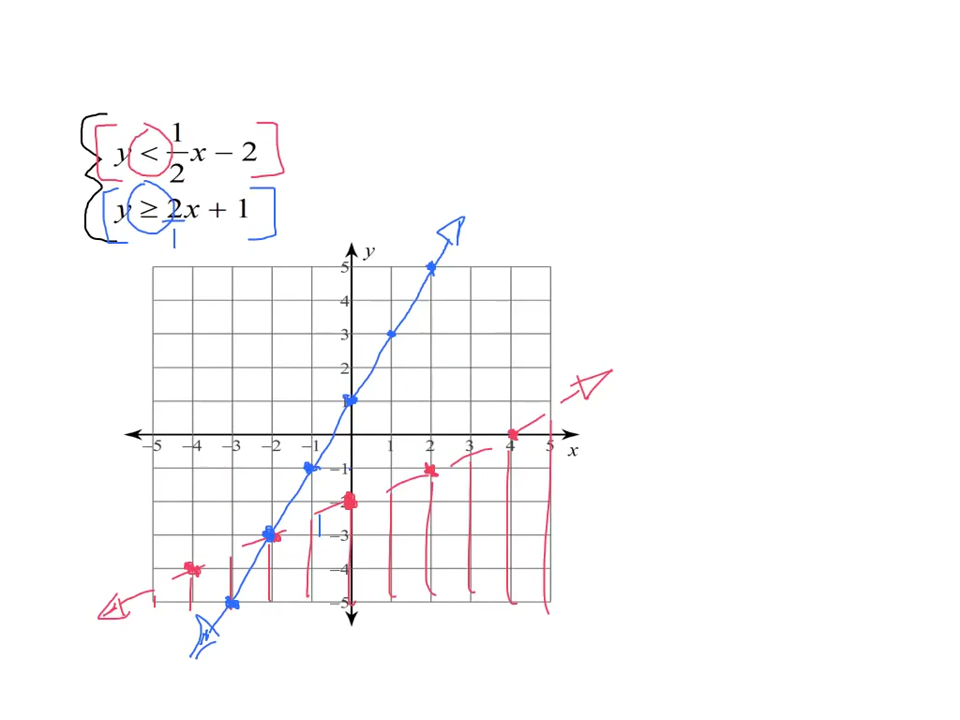 y < 1/2 x − 2
y ≥ 2x + 1
1
y
5
4
3
2
1
−5 −4 −3 −2 −1 1 2 3 4 5 x
−1
−2
−3
−4
−5